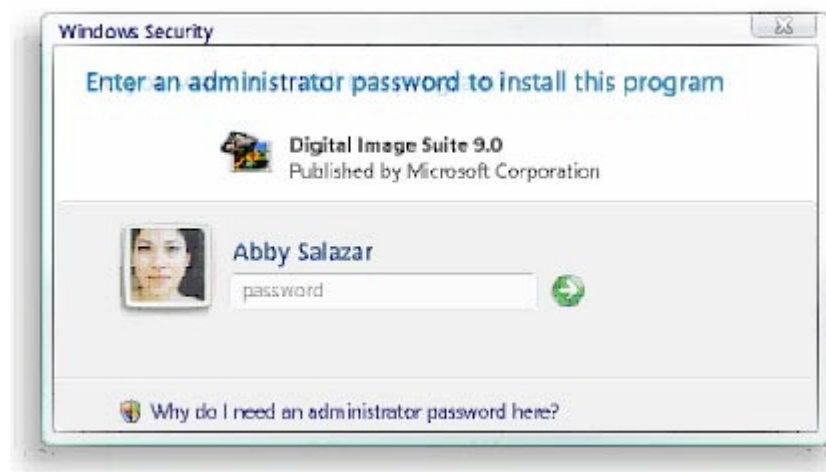 Windows Security
Enter an administrator password to install this program
Digital Image Suite 9.0
Published by Microsoft Corporation
Abby Salazar
password
Why do I need an administrator password here?